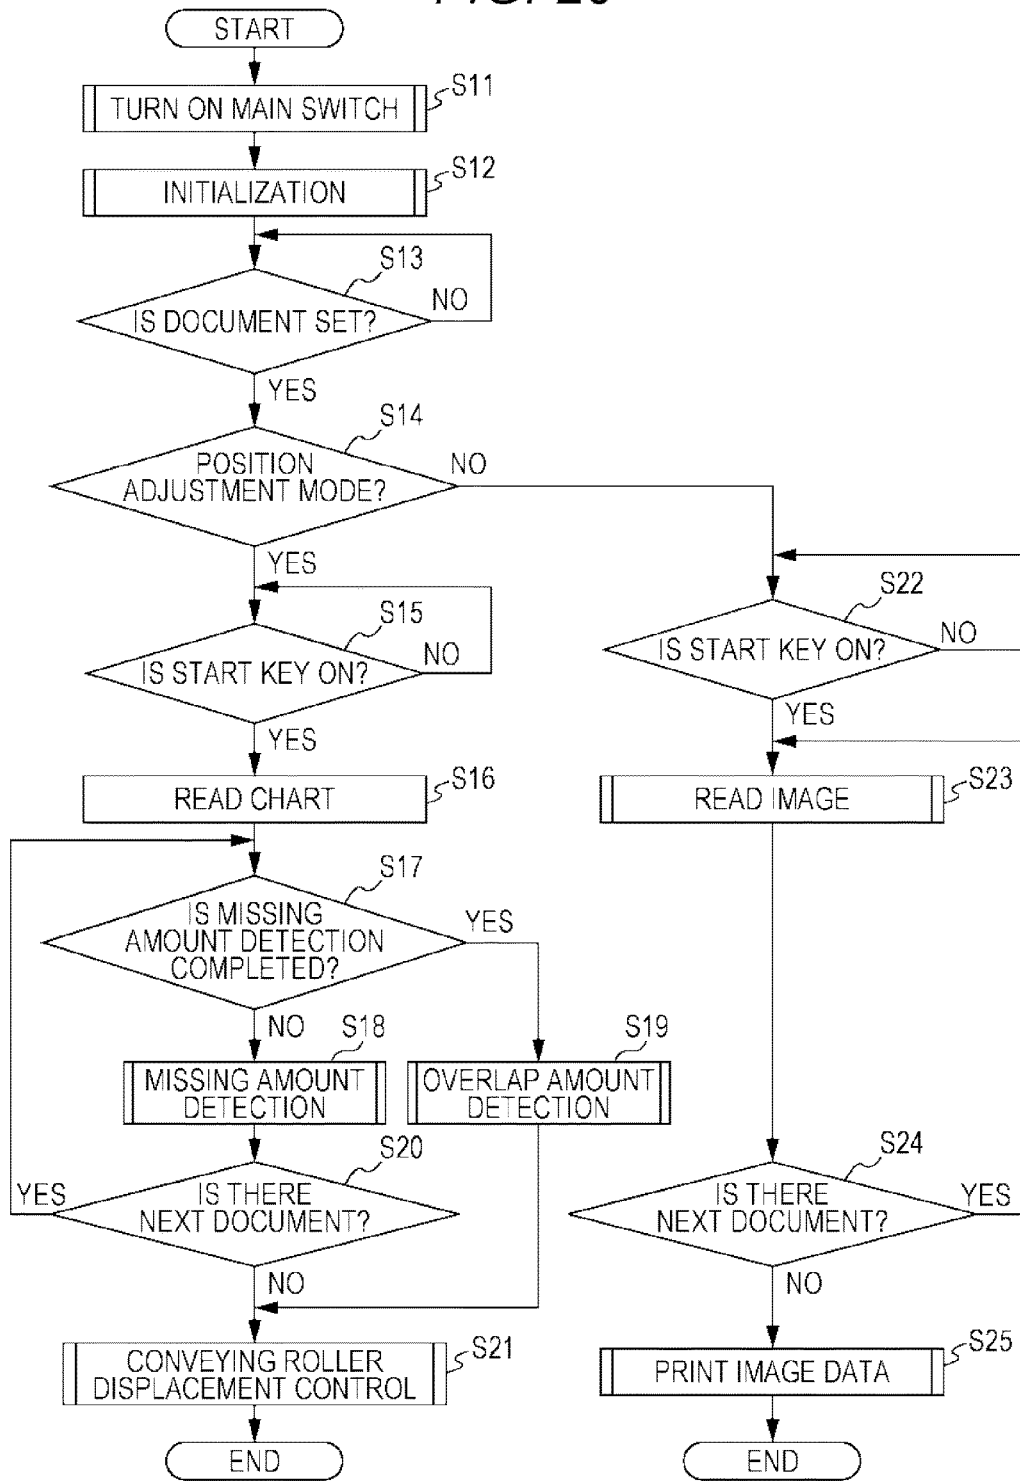 START
S11
TURN ON MAIN SWITCH
S12
INITIALIZATION
S13
IS DOCUMENT SET?
NO
YES
S14
POSITION
ADJUSTMENT MODE?
NO
YES
S15
IS START KEY ON?
NO
YES
S16
READ CHART
S17
IS MISSING
AMOUNT DETECTION
COMPLETED?
YES
NO
S18
MISSING AMOUNT
DETECTION
S19
OVERLAP AMOUNT
DETECTION
S20
IS THERE
NEXT DOCUMENT?
YES
NO
S21
CONVEYING ROLLER
DISPLACEMENT CONTROL
END
S22
IS START KEY ON?
NO
YES
S23
READ IMAGE
S24
IS THERE
NEXT DOCUMENT?
YES
NO
S25
PRINT IMAGE DATA
END